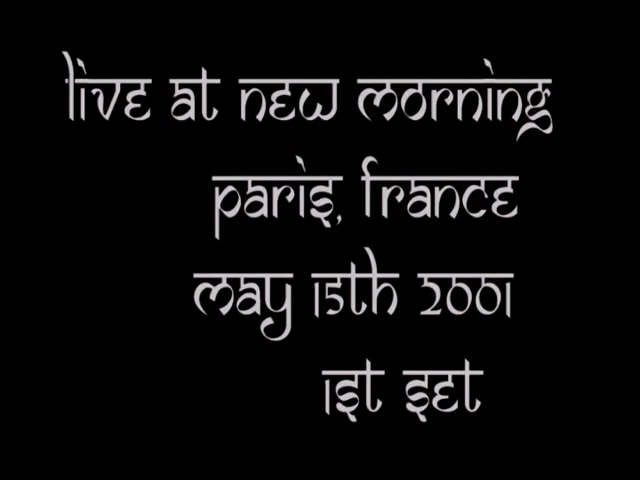 Live at New Morning
Paris, France
May 15th 2001
1st Set